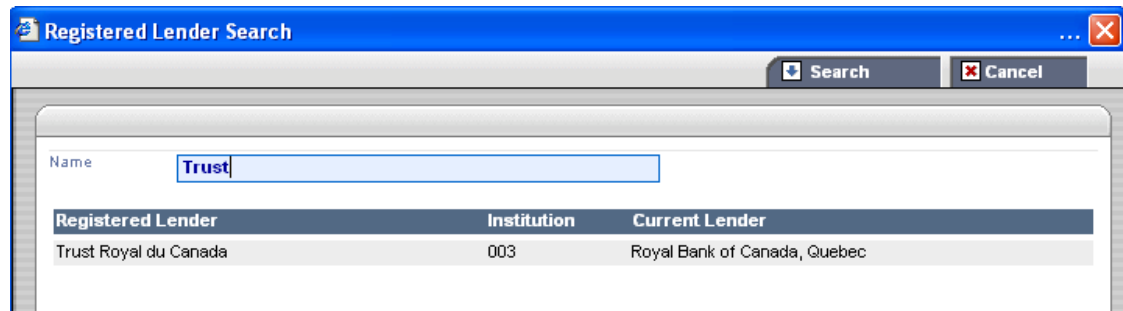 Registered Lender Search ...
Search Cancel
Name Trust
Registered Lender Institution Current Lender
Trust Royal du Canada 003 Royal Bank of Canada, Quebec